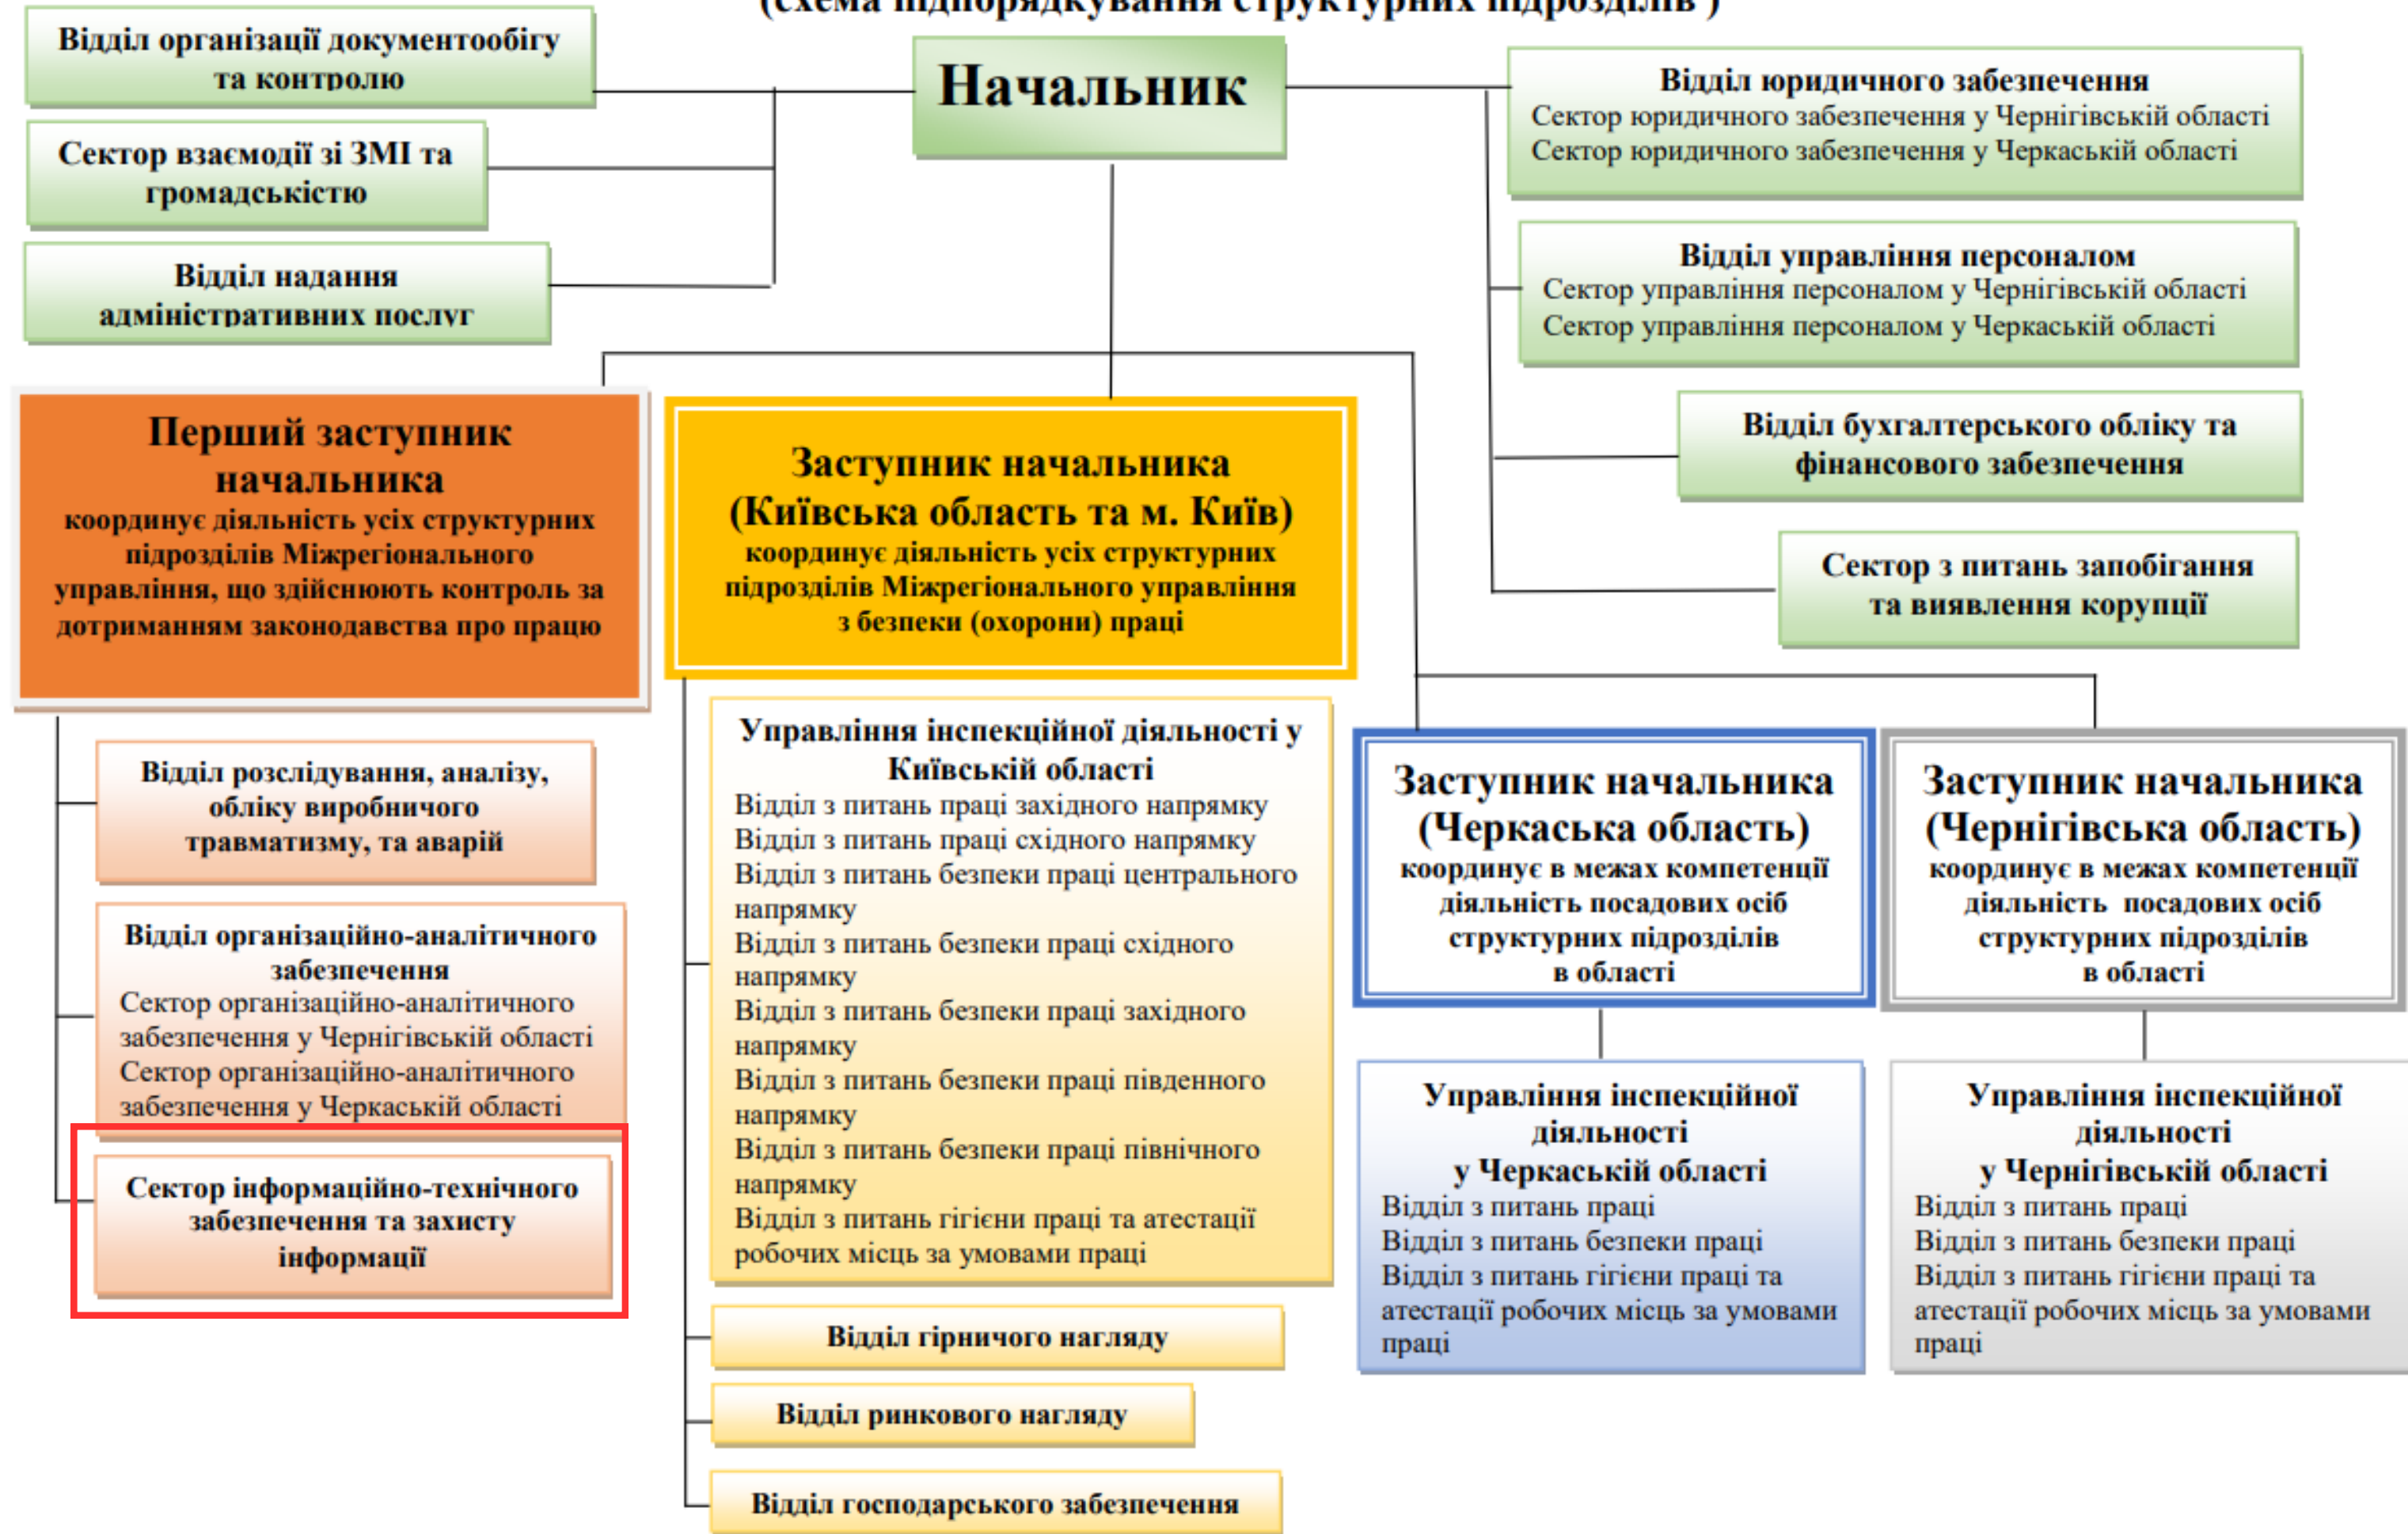 (схема підпорядкування структурних підрозділів )
Відділ організації документообігу
та контролю
Начальник
Відділ юридичного забезпечення
Сектор юридичного забезпечення у Чернігівській області
Сектор юридичного забезпечення у Черкаській області
Сектор взаємодії зі ЗМІ та
громадськістю
Відділ надання
адміністративних послуг
Відділ управління персоналом
Сектор управління персоналом у Чернігівській області
Сектор управління персоналом у Черкаській області
Відділ бухгалтерського обліку та
фінансового забезпечення
Сектор з питань запобігання
та виявлення корупції
Перший заступник
начальника
координує діяльність усіх структурних
підрозділів Міжрегіонального
управління, що здійснюють контроль за
дотриманням законодавства про працю
Заступник начальника
(Київська область та м. Київ)
координує діяльність усіх структурних
підрозділів Міжрегіонального управління
з безпеки (охорони) праці
Відділ розслідування, аналізу,
обліку виробничого
травматизму, та аварій
Відділ організаційно-аналітичного
забезпечення
Сектор організаційно-аналітичного
забезпечення у Чернігівській області
Сектор організаційно-аналітичного
забезпечення у Черкаській області
Сектор інформаційно-технічного
забезпечення та захисту
інформації
Управління інспекційної діяльності у
Київській області
Відділ з питань праці західного напрямку
Відділ з питань праці східного напрямку
Відділ з питань безпеки праці центрального
напрямку
Відділ з питань безпеки праці східного
напрямку
Відділ з питань безпеки праці західного
напрямку
Відділ з питань безпеки праці південного
напрямку
Відділ з питань безпеки праці північного
напрямку
Відділ з питань гігієни праці та атестації
робочих місць за умовами праці
Відділ гірничого нагляду
Відділ ринкового нагляду
Відділ господарського забезпечення
Заступник начальника
(Черкаська область)
координує в межах компетенції
діяльність посадових осіб
структурних підрозділів
в області
Управління інспекційної
діяльності
у Черкаській області
Відділ з питань праці
Відділ з питань безпеки праці
Відділ з питань гігієни праці та
атестації робочих місць за умовами
праці
Заступник начальника
(Чернігівська область)
координує в межах компетенції
діяльність посадових осіб
структурних підрозділів
в області
Управління інспекційної
діяльності
у Чернігівській області
Відділ з питань праці
Відділ з питань безпеки праці
Відділ з питань гігієни праці та
атестації робочих місць за умовами
праці